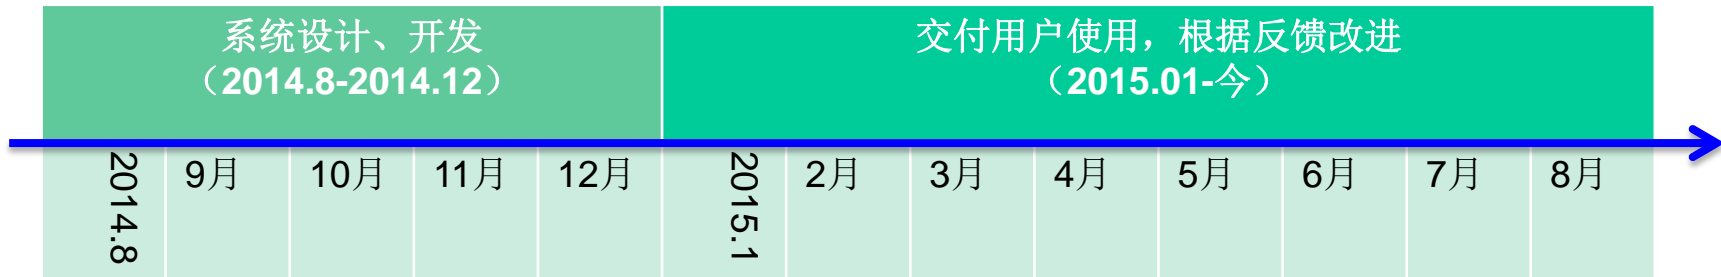 系统设计、开发
（2014.8-2014.12）
交付用户使用，根据反馈改进
（2015.01-今）
2014.8
9月
10月
11月
12月
2015.1
2月
3月
4月
5月
6月
7月
8月